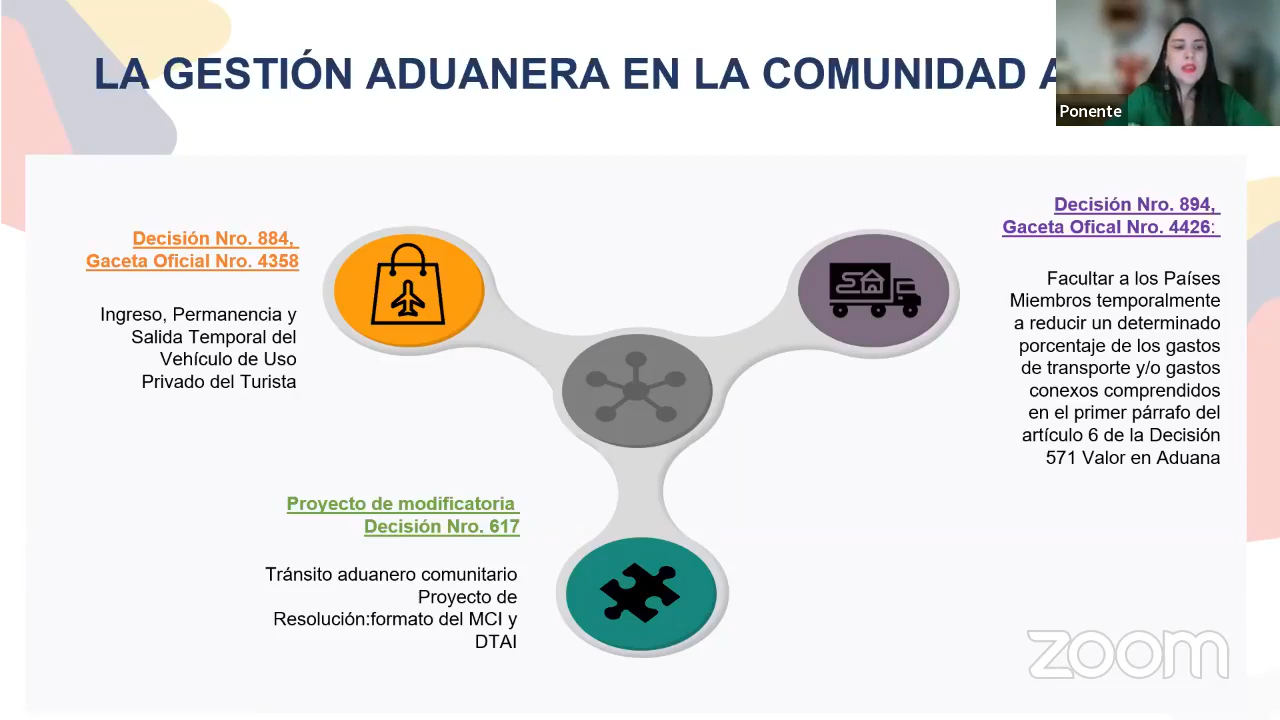 LA GESTIÓN ADUANERA EN LA COMUNIDAD
Ponente
Decisión Nro. 884,
Gaceta Oficial Nro. 4358
Ingreso, Permanencia y
Salida Temporal del
Vehículo de Uso
Privado del Turista
Decisión Nro. 894,
Gaceta Ofical Nro. 4426:
Facultar a los Países
Miembros temporalmente
a reducir un determinado
porcentaje de los gastos
de transporte y/o gastos
conexos comprendidos
en el primer párrafo del
artículo 6 de la Decisión
571 Valor en Aduana
Proyecto de modificatoria
Decisión Nro. 617
Tránsito aduanero comunitario
Proyecto de
Resolución:formato del MCI y
DTAI
zoom